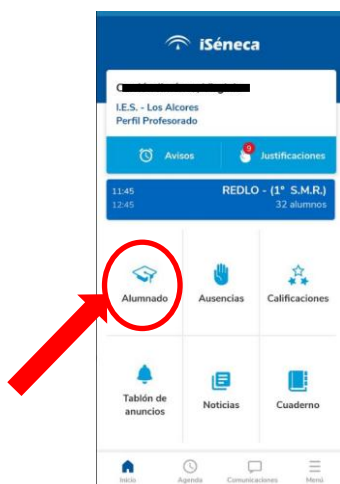 iSéneca
I.E.S. - Los Alcores
Perfil Profesorado
Avisos
9
Justificaciones
11:45 REDLO - (1° S.M.R.)
12:45 32 alumnos
Alumnado Ausencias Calificaciones
Tablón de
anuncios
Noticias Cuaderno
Inicio Agenda Comunicaciones Menú